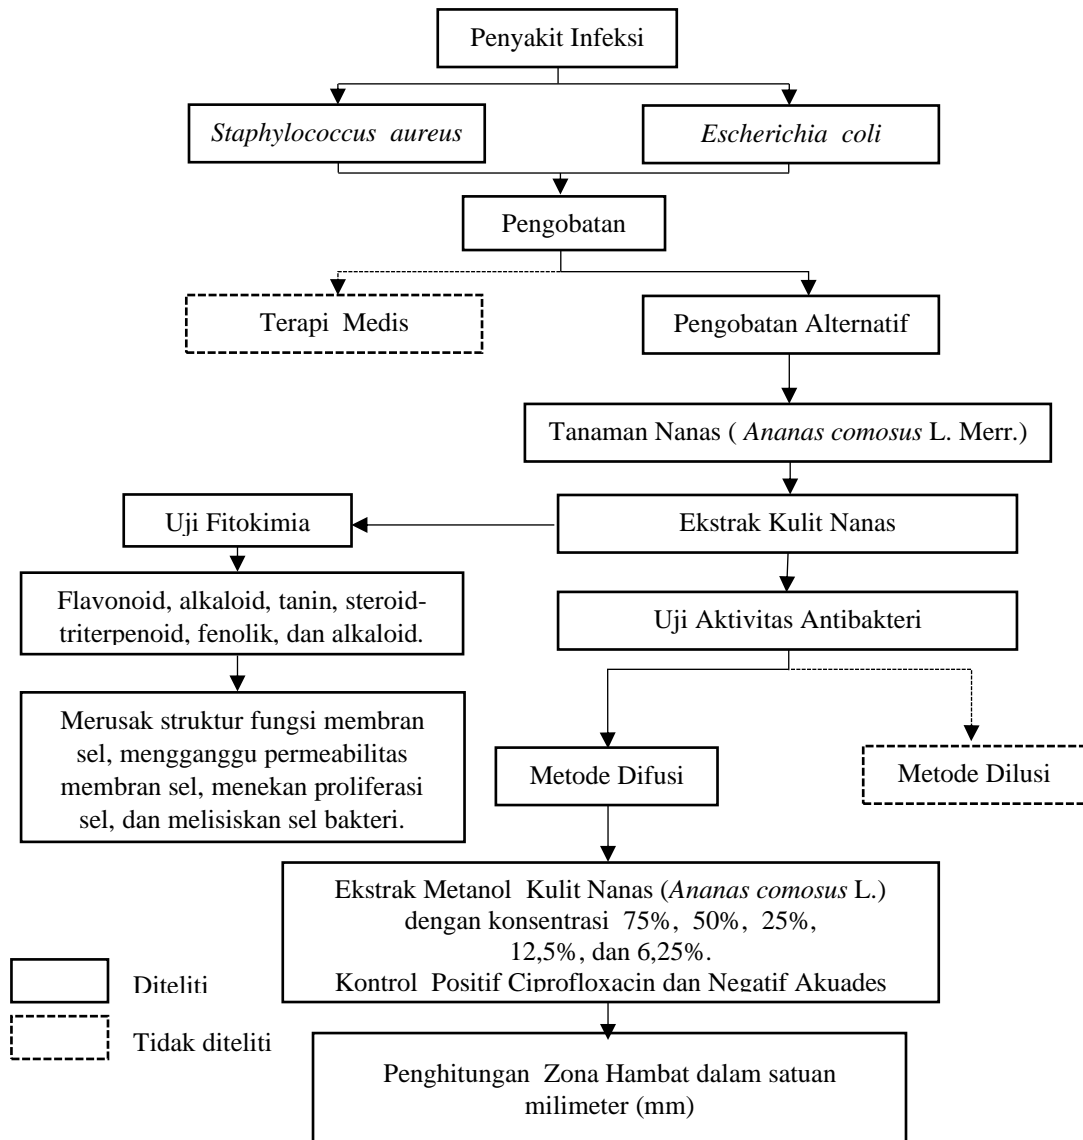 Penyakit Infeksi
Staphylococcus aureus
Escherichia coli
Pengobatan
Terapi Medis
Pengobatan Alternatif
Tanaman Nanas ( Ananas comosus L. Merr.)
Uji Fitokimia
Ekstrak Kulit Nanas
Flavonoid, alkaloid, tanin, steroid-
triterpenoid, fenolik, dan alkaloid.
Uji Aktivitas Antibakteri
Merusak struktur fungsi membran
sel, mengganggu permeabilitas
membran sel, menekan proliferasi
sel, dan melisiskan sel bakteri.
Metode Difusi
Metode Dilusi
Ekstrak Metanol Kulit Nanas (Ananas comosus L.)
dengan konsentrasi 75%, 50%, 25%,
12,5%, dan 6,25%.
Kontrol Positif Ciprofloxacin dan Negatif Akuades
Diteliti
Tidak diteliti
Penghitungan Zona Hambat dalam satuan
milimeter (mm)